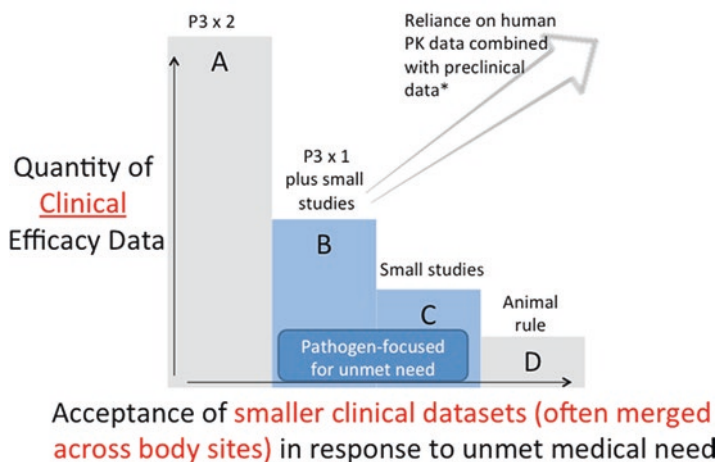 P3 x 2
A
Reliance on human
PK data combined
with preclinical
data*
Quantity of
Clinical
Efficacy Data
P3 x 1
plus small
studies
B
Small studies
C
Animal
rule
D
Pathogen-focused
for unmet need
Acceptance of smaller clinical datasets (often merged
across body sites) in response to unmet medical need